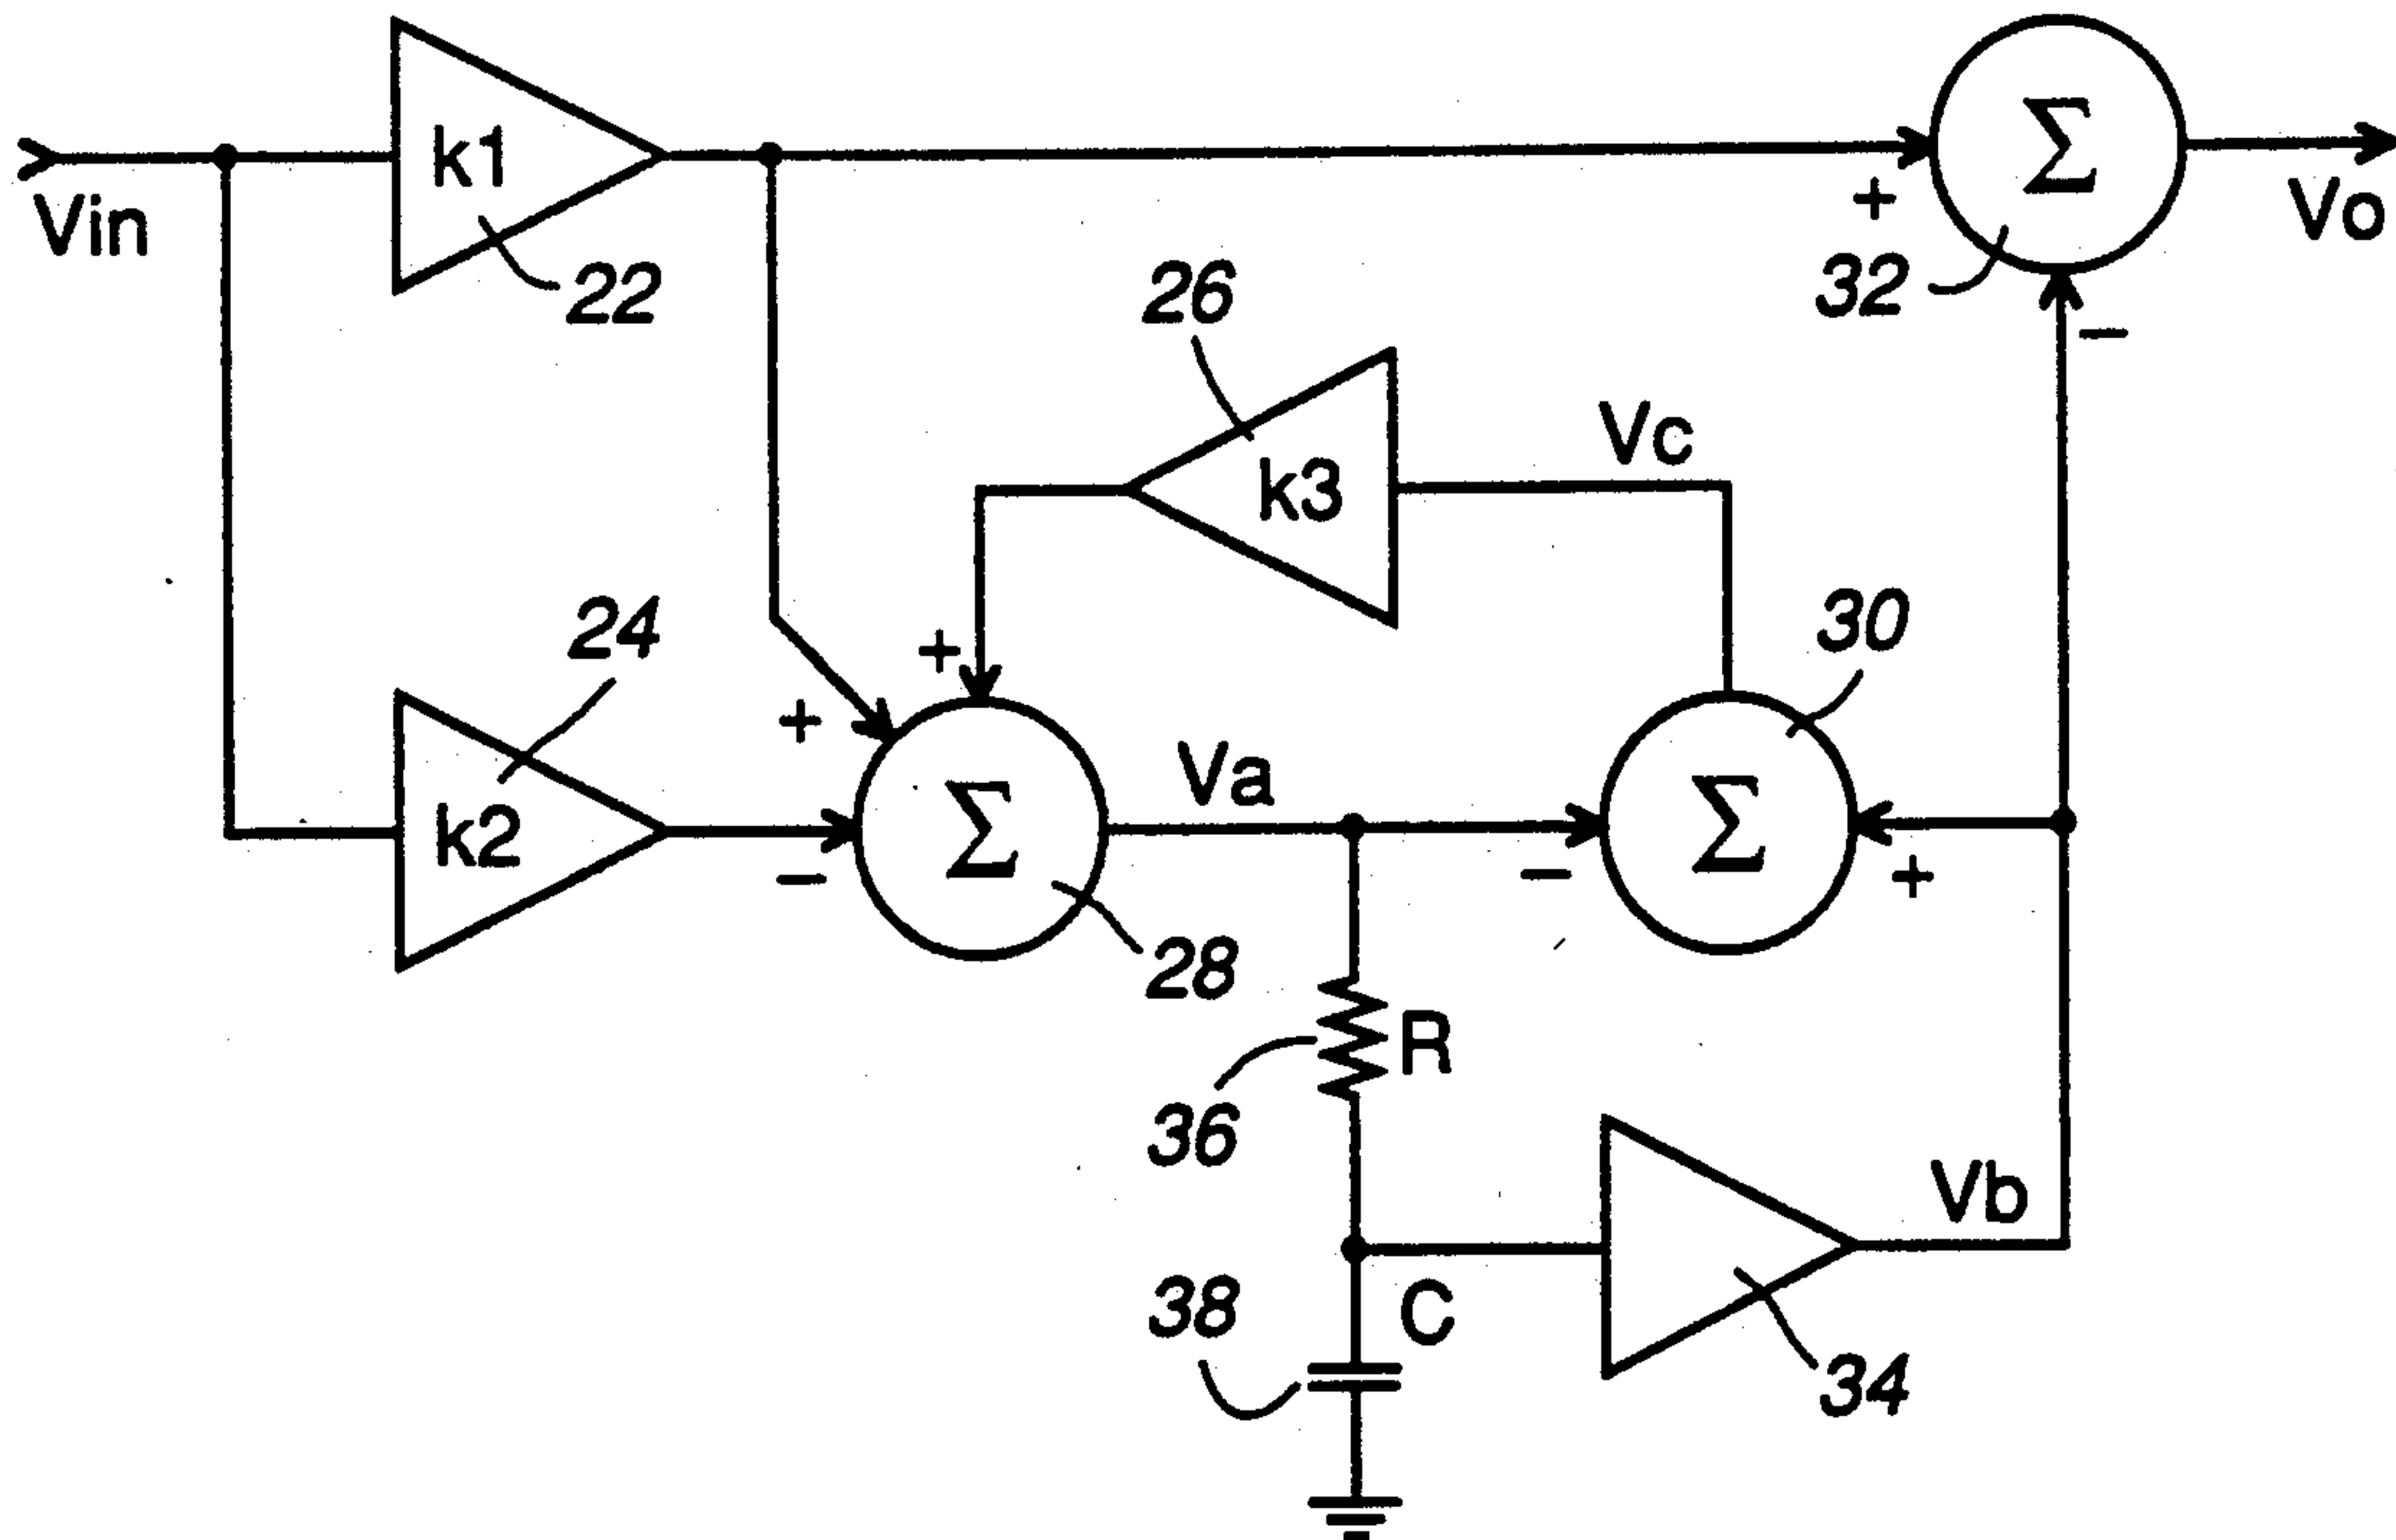 k1
Σ
Vin
+
Vo
22
26
32
-
Vc
k3
24
+
30
+
Va
k2
Σ
Σ
-
-
+
28
R
36
Vb
38
C
34